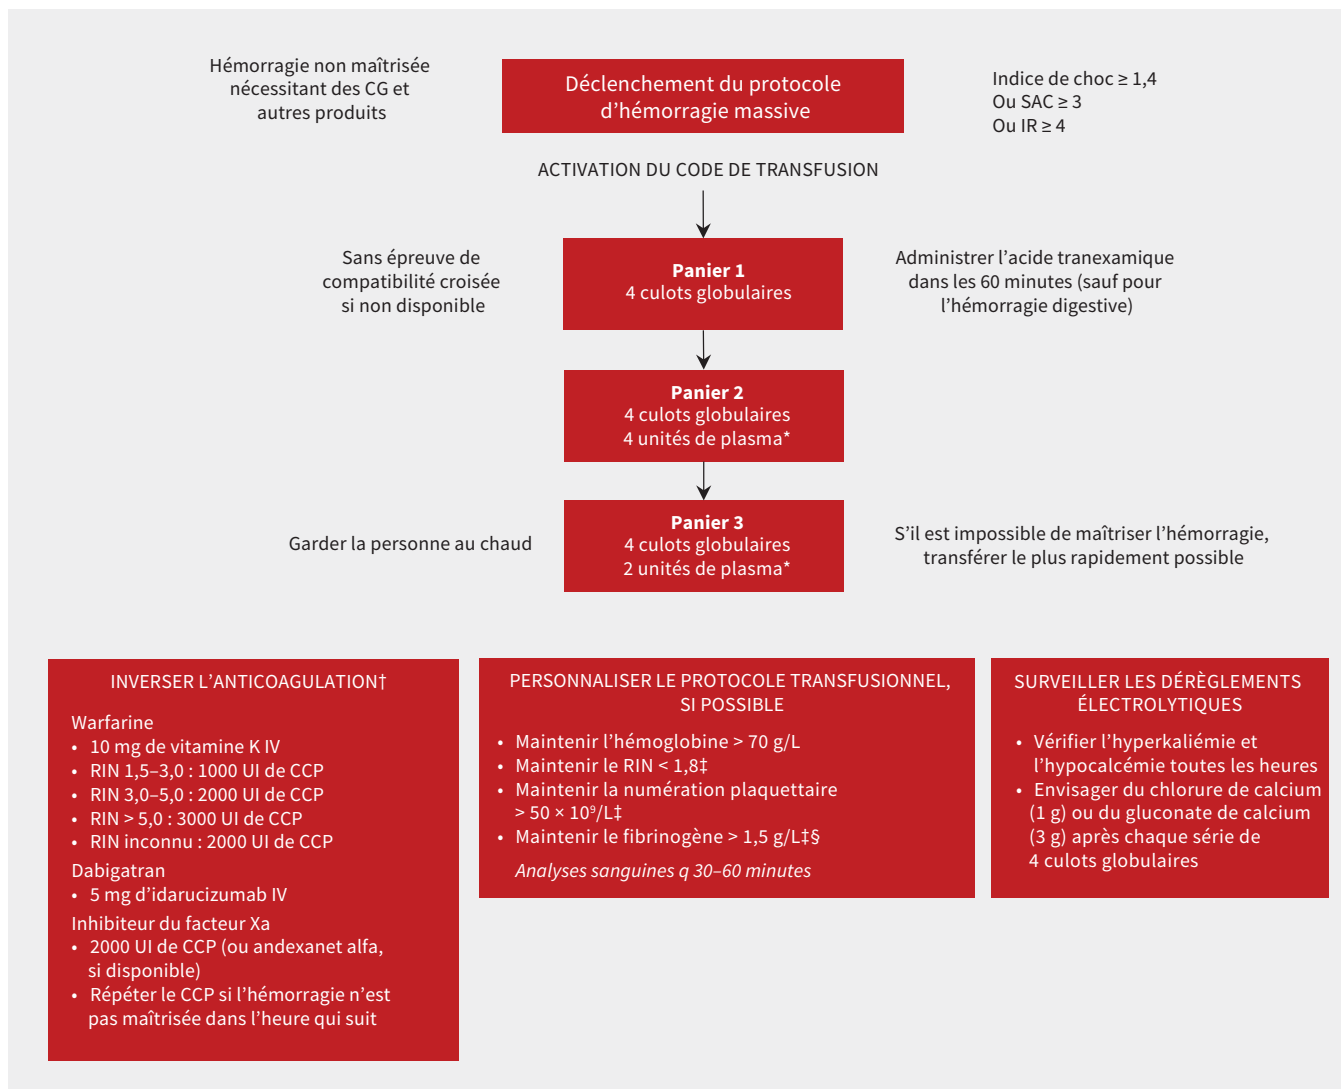 Hémorragie non maîtrisée
nécessitant des CG et
autres produits
Déclenchement du protocole
d’hémorragie massive
Indice de choc ≥ 1,4
Ou SAC ≥ 3
Ou IR ≥ 4
ACTIVATION DU CODE DE TRANSFUSION
Sans épreuve de
compatibilité croisée
si non disponible
Panier 1
4 culots globulaires
Administrer l’acide tranexamique
dans les 60 minutes (sauf pour
l’hémorragie digestive)
Panier 2
4 culots globulaires
4 unités de plasma*
Garder la personne au chaud
Panier 3
4 culots globulaires
2 unités de plasma*
S’il est impossible de maîtriser l’hémorragie,
transférer le plus rapidement possible
INVERSER L’ANTICOAGULATION†
Warfarine
• 10 mg de vitamine K IV
• RIN 1,5–3,0 : 1000 UI de CCP
• RIN 3,0–5,0 : 2000 UI de CCP
• RIN > 5,0 : 3000 UI de CCP
• RIN inconnu : 2000 UI de CCP
Dabigatran
• 5 mg d’idarucizumab IV
Inhibiteur du facteur Xa
• 2000 UI de CCP (ou andexanet alfa,
si disponible)
• Répéter le CCP si l’hémorragie n’est
pas maîtrisée dans l’heure qui suit
PERSONNALISER LE PROTOCOLE TRANSFUSIONNEL,
SI POSSIBLE
• Maintenir l’hémoglobine > 70 g/L
• Maintenir le RIN < 1,8‡
• Maintenir la numération plaquettaire
> 50 × 10⁹/L‡
• Maintenir le fibrinogène > 1,5 g/L‡§
Analyses sanguines q 30–60 minutes
SURVEILLER LES DÉRÈGLEMENTS
ÉLECTROLYTIQUES
• Vérifier l’hyperkaliémie et
l’hypocalcémie toutes les heures
• Envisager du chlorure de calcium
(1 g) ou du gluconate de calcium
(3 g) après chaque série de
4 culots globulaires